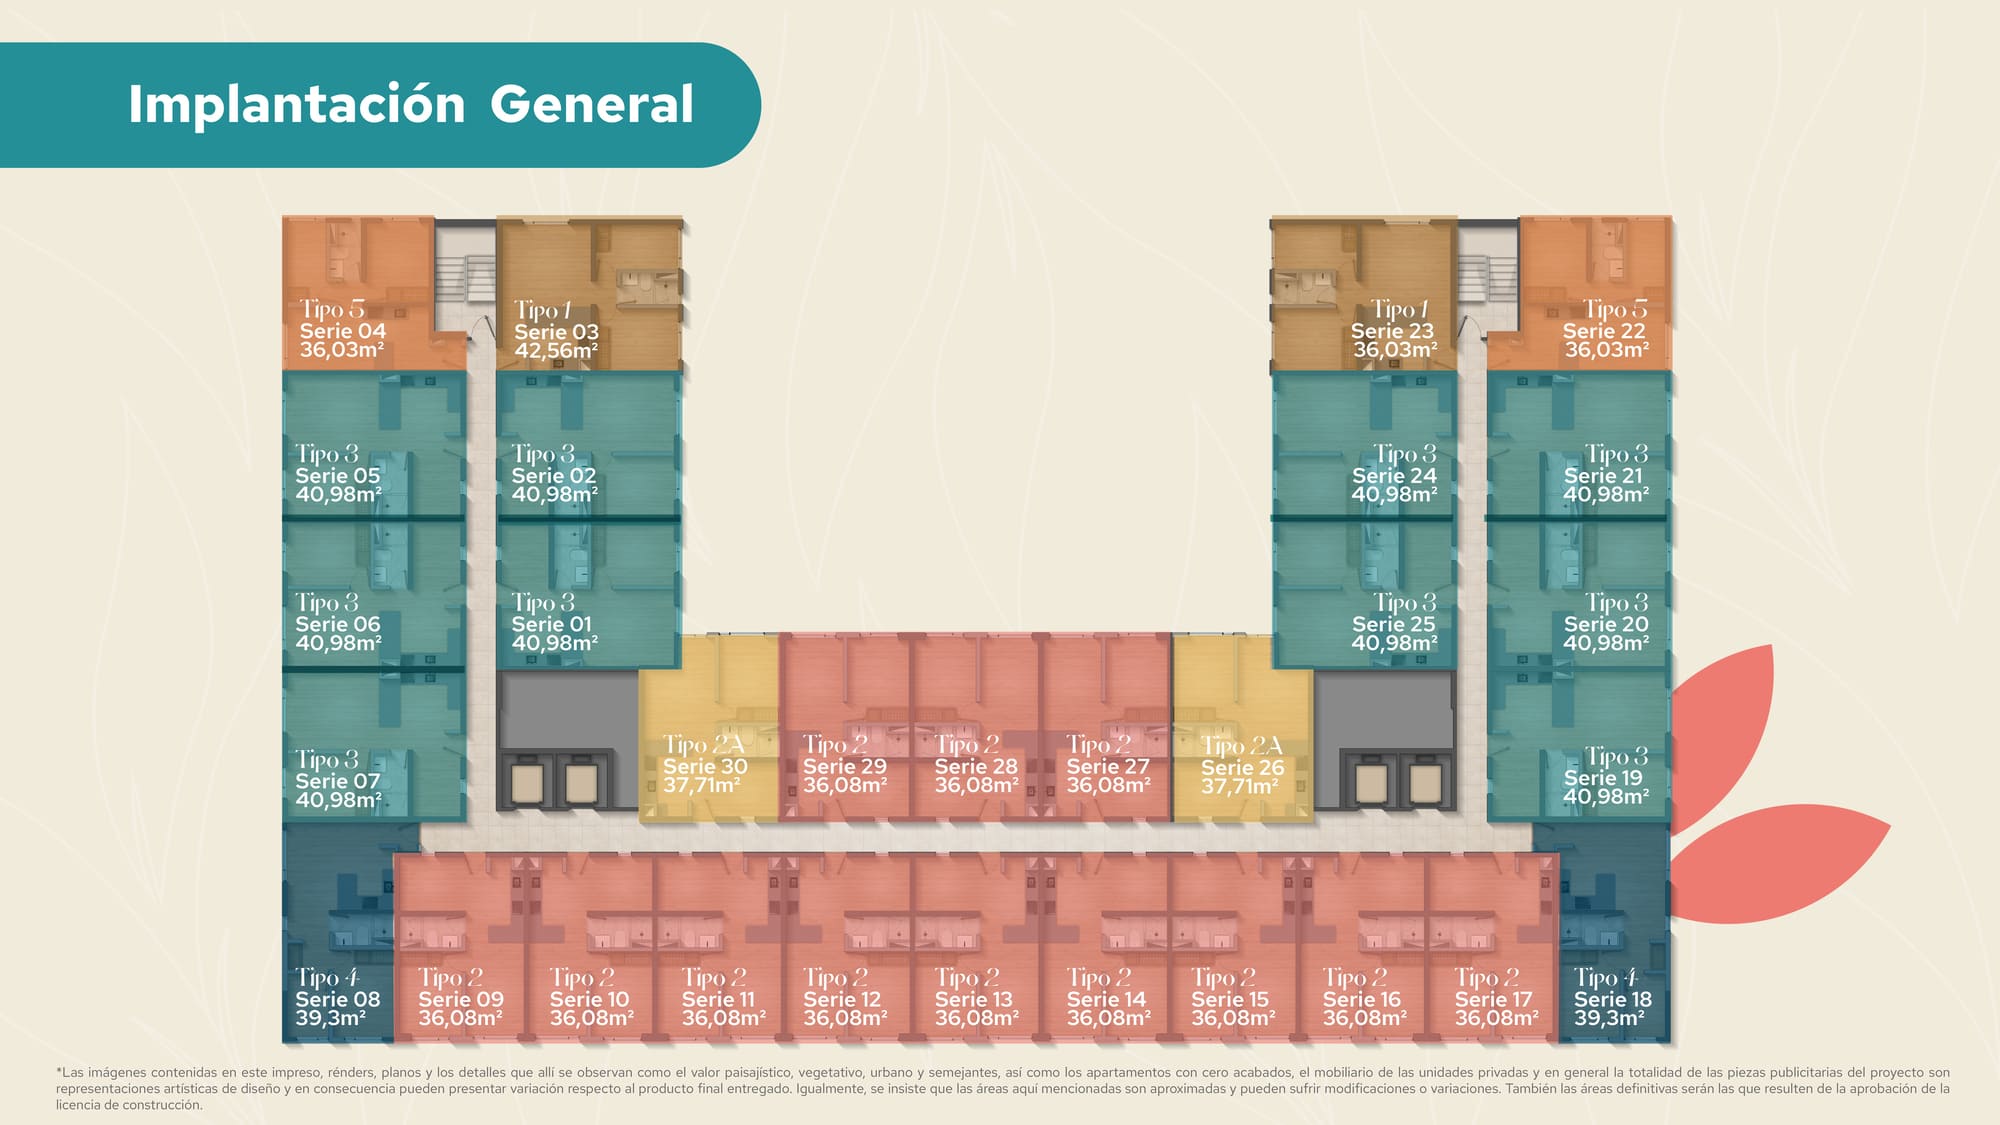 Implantación General
Tipo 5
Serie 04
36,03m²
Tipo 1
Serie 03
42,56m²
Tipo 1
Serie 23
36,03m²
Tipo 5
Serie 22
36,03m²
Tipo 3
Serie 05
40,98m²
Tipo 3
Serie 02
40,98m²
Tipo 3
Serie 24
40,98m²
Tipo 3
Serie 21
40,98m²
Tipo 3
Serie 06
40,98m²
Tipo 3
Serie 01
40,98m²
Tipo 3
Serie 25
40,98m²
Tipo 3
Serie 20
40,98m²
Tipo 3
Serie 07
40,98m²
Tipo 2A
Serie 30
37,71m²
Tipo 2
Serie 29
36,08m²
Tipo 2
Serie 28
36,08m²
Tipo 2
Serie 27
36,08m²
Tipo 2A
Serie 26
37,71m²
Tipo 3
Serie 19
40,98m²
Tipo 4
Serie 08
39,3m²
Tipo 2
Serie 09
36,08m²
Tipo 2
Serie 10
36,08m²
Tipo 2
Serie 11
36,08m²
Tipo 2
Serie 12
36,08m²
Tipo 2
Serie 13
36,08m²
Tipo 2
Serie 14
36,08m²
Tipo 2
Serie 15
36,08m²
Tipo 2
Serie 16
36,08m²
Tipo 2
Serie 17
36,08m²
Tipo 4
Serie 18
39,3m²
*Las imágenes contenidas en este impreso, rénders, planos y los detalles que allí se observan como el valor paisajístico, vegetativo, urbano y semejantes, así como los apartamentos con cero acabados, el mobiliario de las unidades privadas y en general la totalidad de las piezas publicitarias del proyecto son
representaciones artísticas de diseño y en consecuencia pueden presentar variación respecto al producto final entregado. Igualmente, se insiste que las áreas aquí mencionadas son aproximadas y pueden sufrir modificaciones o variaciones. También las áreas definitivas serán las que resulten de la aprobación de la
licencia de construcción.